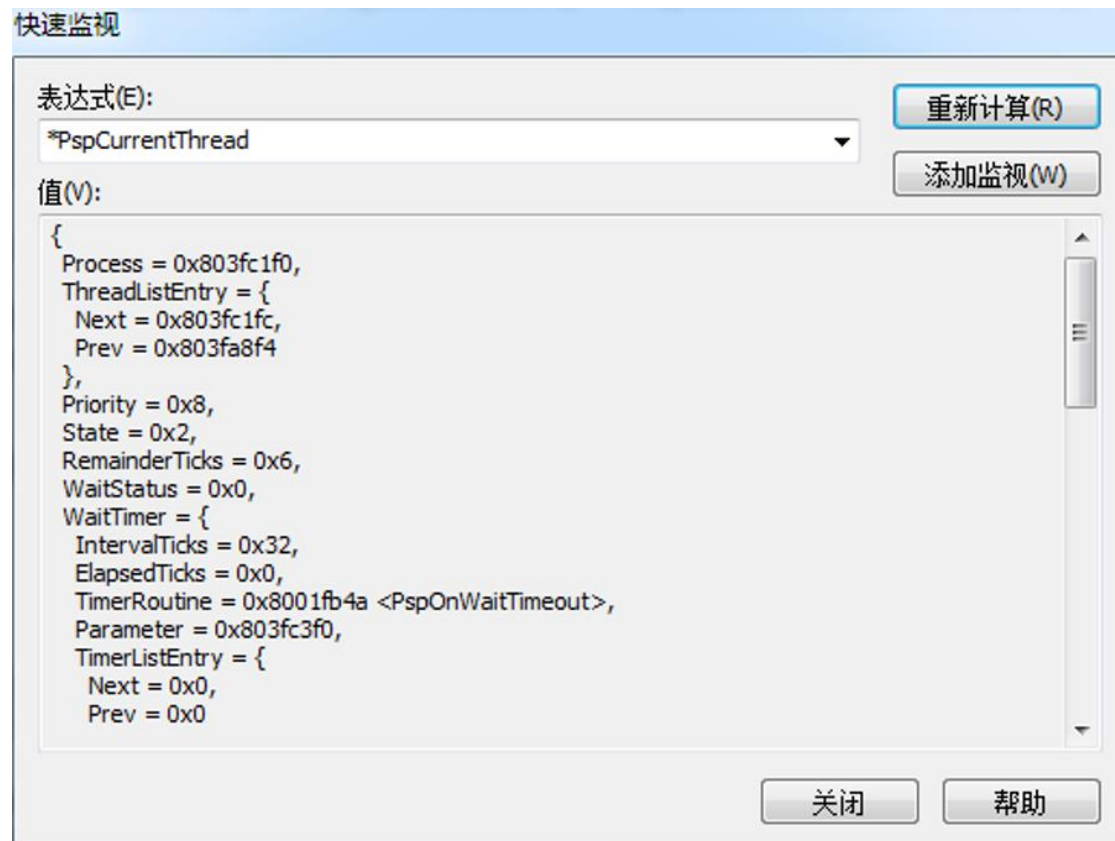 快速监视
表达式(E):
重新计算(R)
*PspCurrentThread
添加监视(W)
值(V):
{
Process = 0x803fc1f0,
ThreadListEntry = {
Next = 0x803fc1fc,
Prev = 0x803fa8f4
},
Priority = 0x8,
State = 0x2,
RemainderTicks = 0x6,
WaitStatus = 0x0,
WaitTimer = {
IntervalTicks = 0x32,
ElapsedTicks = 0x0,
TimerRoutine = 0x8001fb4a <PspOnWaitTimeout>,
Parameter = 0x803fc3f0,
TimerListEntry = {
Next = 0x0,
Prev = 0x0
关闭
帮助